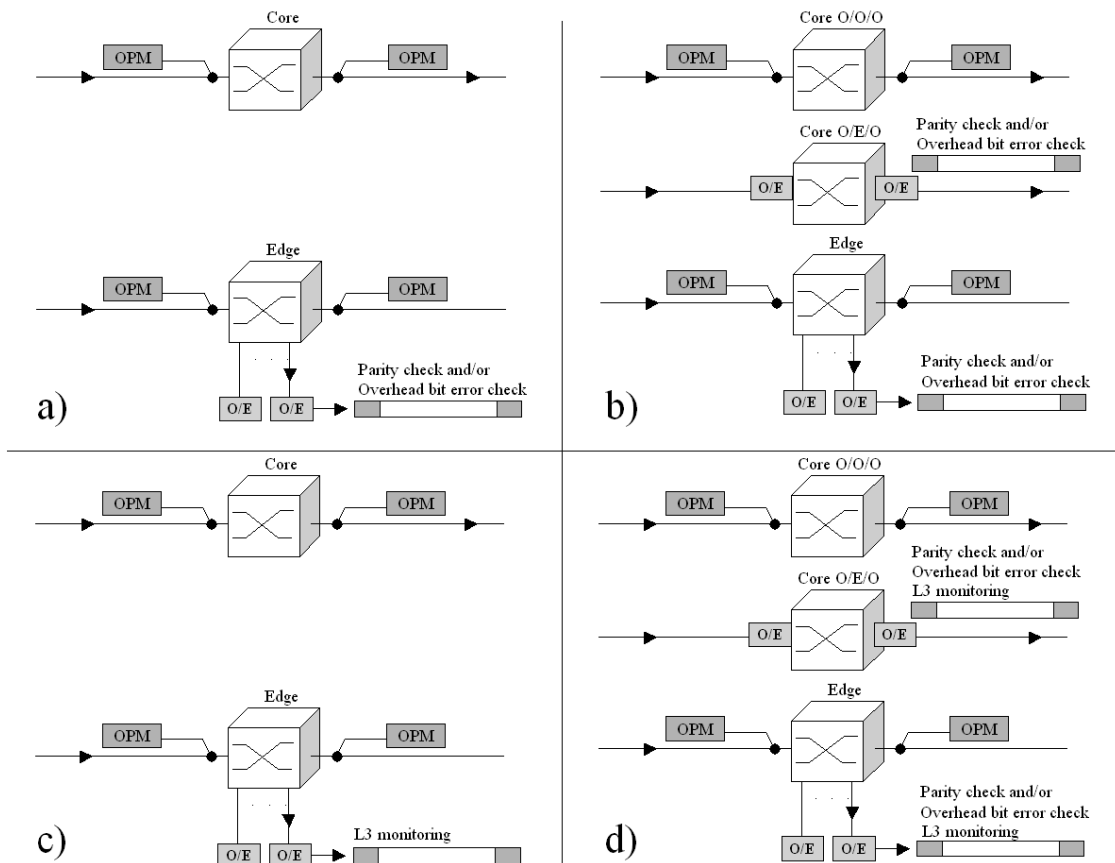 Core
OPM OPM
Edge
OPM OPM
Parity check and/or
Overhead bit error check
O/E O/E
a)
Core O/O/O
OPM OPM
Core O/E/O
Parity check and/or
Overhead bit error check
O/E O/E
Edge
OPM OPM
Parity check and/or
Overhead bit error check
O/E O/E
b)
Core
OPM OPM
Edge
OPM OPM
L3 monitoring
O/E O/E
c)
Core O/O/O
OPM OPM
Parity check and/or
Overhead bit error check
Core O/E/O
L3 monitoring
O/E O/E
Edge
OPM OPM
Parity check and/or
Overhead bit error check
L3 monitoring
O/E O/E
d)